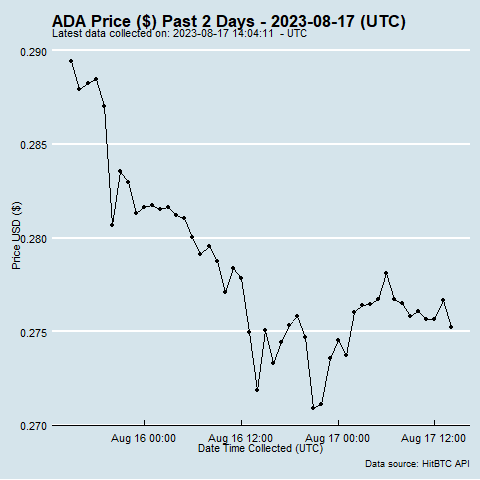 ADA Price ($) Past 2 Days - 2023-08-17 (UTC)
Latest data collected on: 2023-08-17 14:04:11 - UTC
0.290
0.285
0.280
0.275
0.270
Price USD ($)
Aug 16 00:00
Aug 16 12:00
Aug 17 00:00
Aug 17 12:00
Date Time Collected (UTC)
Data source: HitBTC API